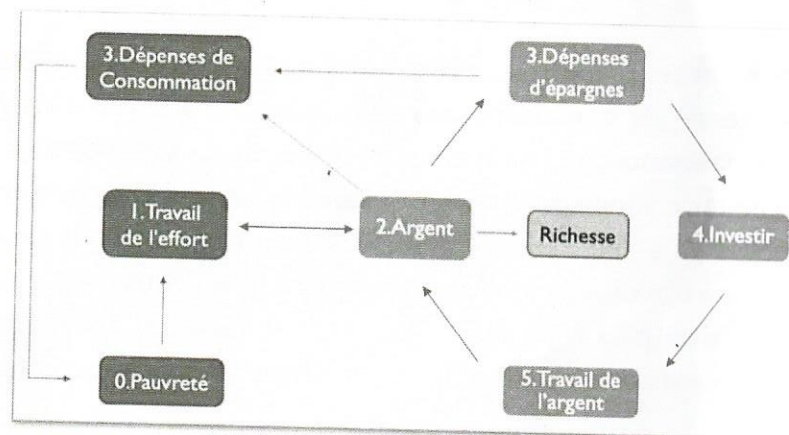 3.Dépenses de
Consommation
3.Dépenses
d'épargnes
1.Travail
de l'effort
2.Argent
Richesse
4.Investir
0.Pauvreté
5.Travail de
l'argent